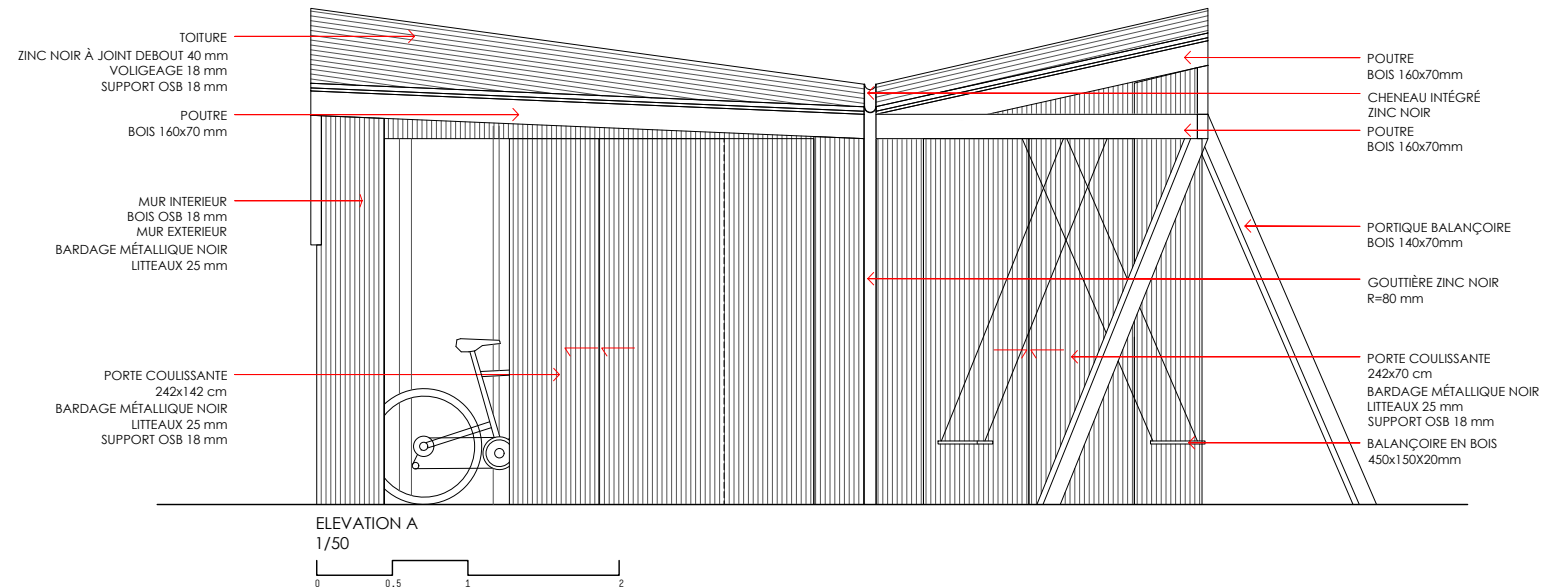 TOITURE
ZINC NOIR À JOINT DEBOUT 40 mm
VOLIGEAGE 18 mm
SUPPORT OSB 18 mm
POUTRE
BOIS 160x70 mm
MUR INTERIEUR
BOIS OSB 18 mm
MUR EXTERIEUR
BARDAGE MÉTALLIQUE NOIR
LITTEAUX 25 mm
PORTE COULISSANTE
242x142 cm
BARDAGE MÉTALLIQUE NOIR
LITTEAUX 25 mm
SUPPORT OSB 18 mm
POUTRE
BOIS 160x70mm
CHENEAU INTÉGRÉ
ZINC NOIR
POUTRE
BOIS 160x70mm
PORTIQUE BALANÇOIRE
BOIS 140x70mm
GOUTTIÈRE ZINC NOIR
R=80 mm
PORTE COULISSANTE
242x70 cm
BARDAGE MÉTALLIQUE NOIR
LITTEAUX 25 mm
SUPPORT OSB 18 mm
BALANÇOIRE EN BOIS
450x150X20mm
ELEVATION A
1/50
0 0.5 1 2